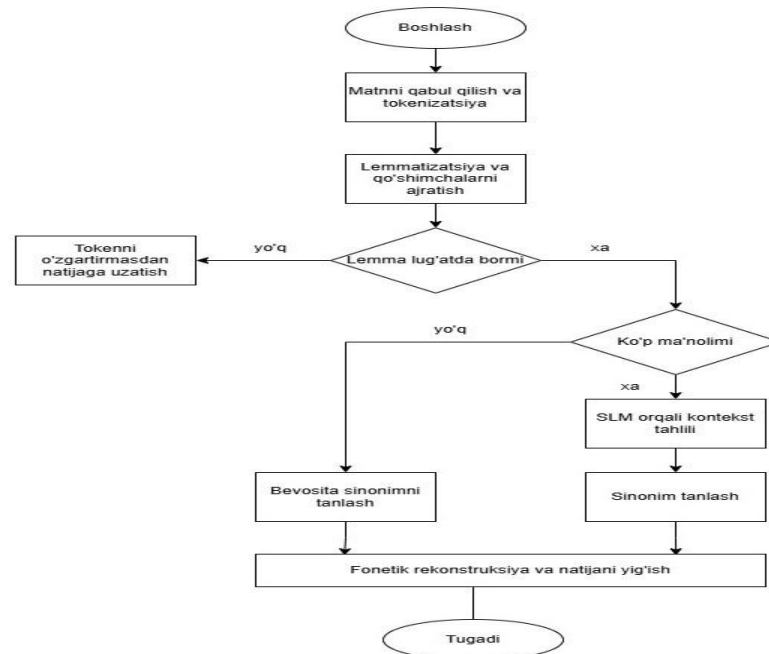 Boshlash
Matnni qabul qilish va
tokenizatsiya
Lemmatizatsiya va
qo'shimchalarni
ajratish
Tokenni
o'zgartirmasdan
natijaga uzatish
yo'q
Lemma lug'atda bormi
xa
yo'q
Ko'p ma'nolimi
xa
SLM orqali kontekst
tahlili
Bevosita sinonimni
tanlash
Sinonim tanlash
Fonetik rekonstruksiya va natijani yig'ish
Tugadi